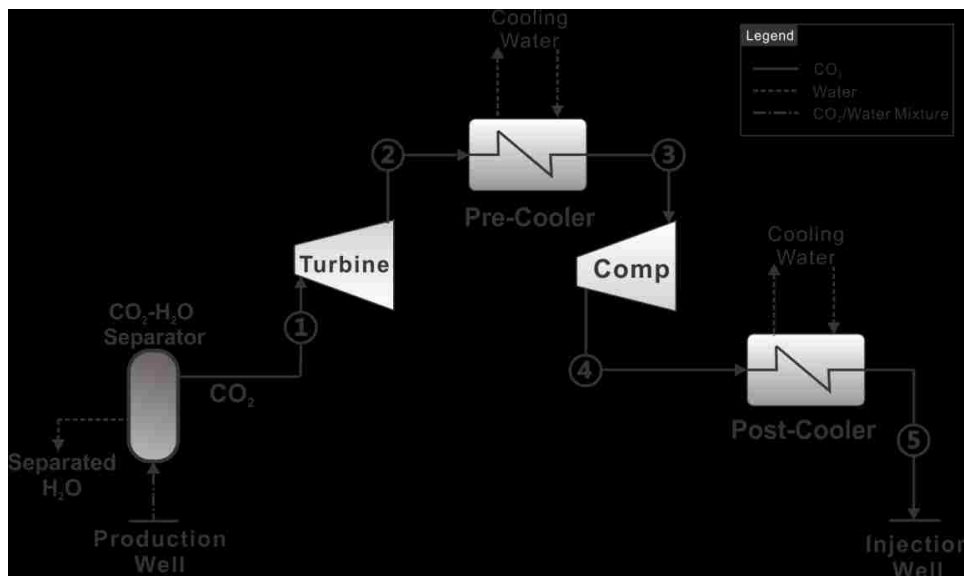 Cooling
Water
Legend
CO₂
Water
CO₂/Water Mixture
2
3
Pre-Cooler
Turbine
Comp
Cooling
Water
CO₂-H₂O
Separator
1
CO₂
4
Post-Cooler
5
Separated
H₂O
Production
Well
Injection
Well